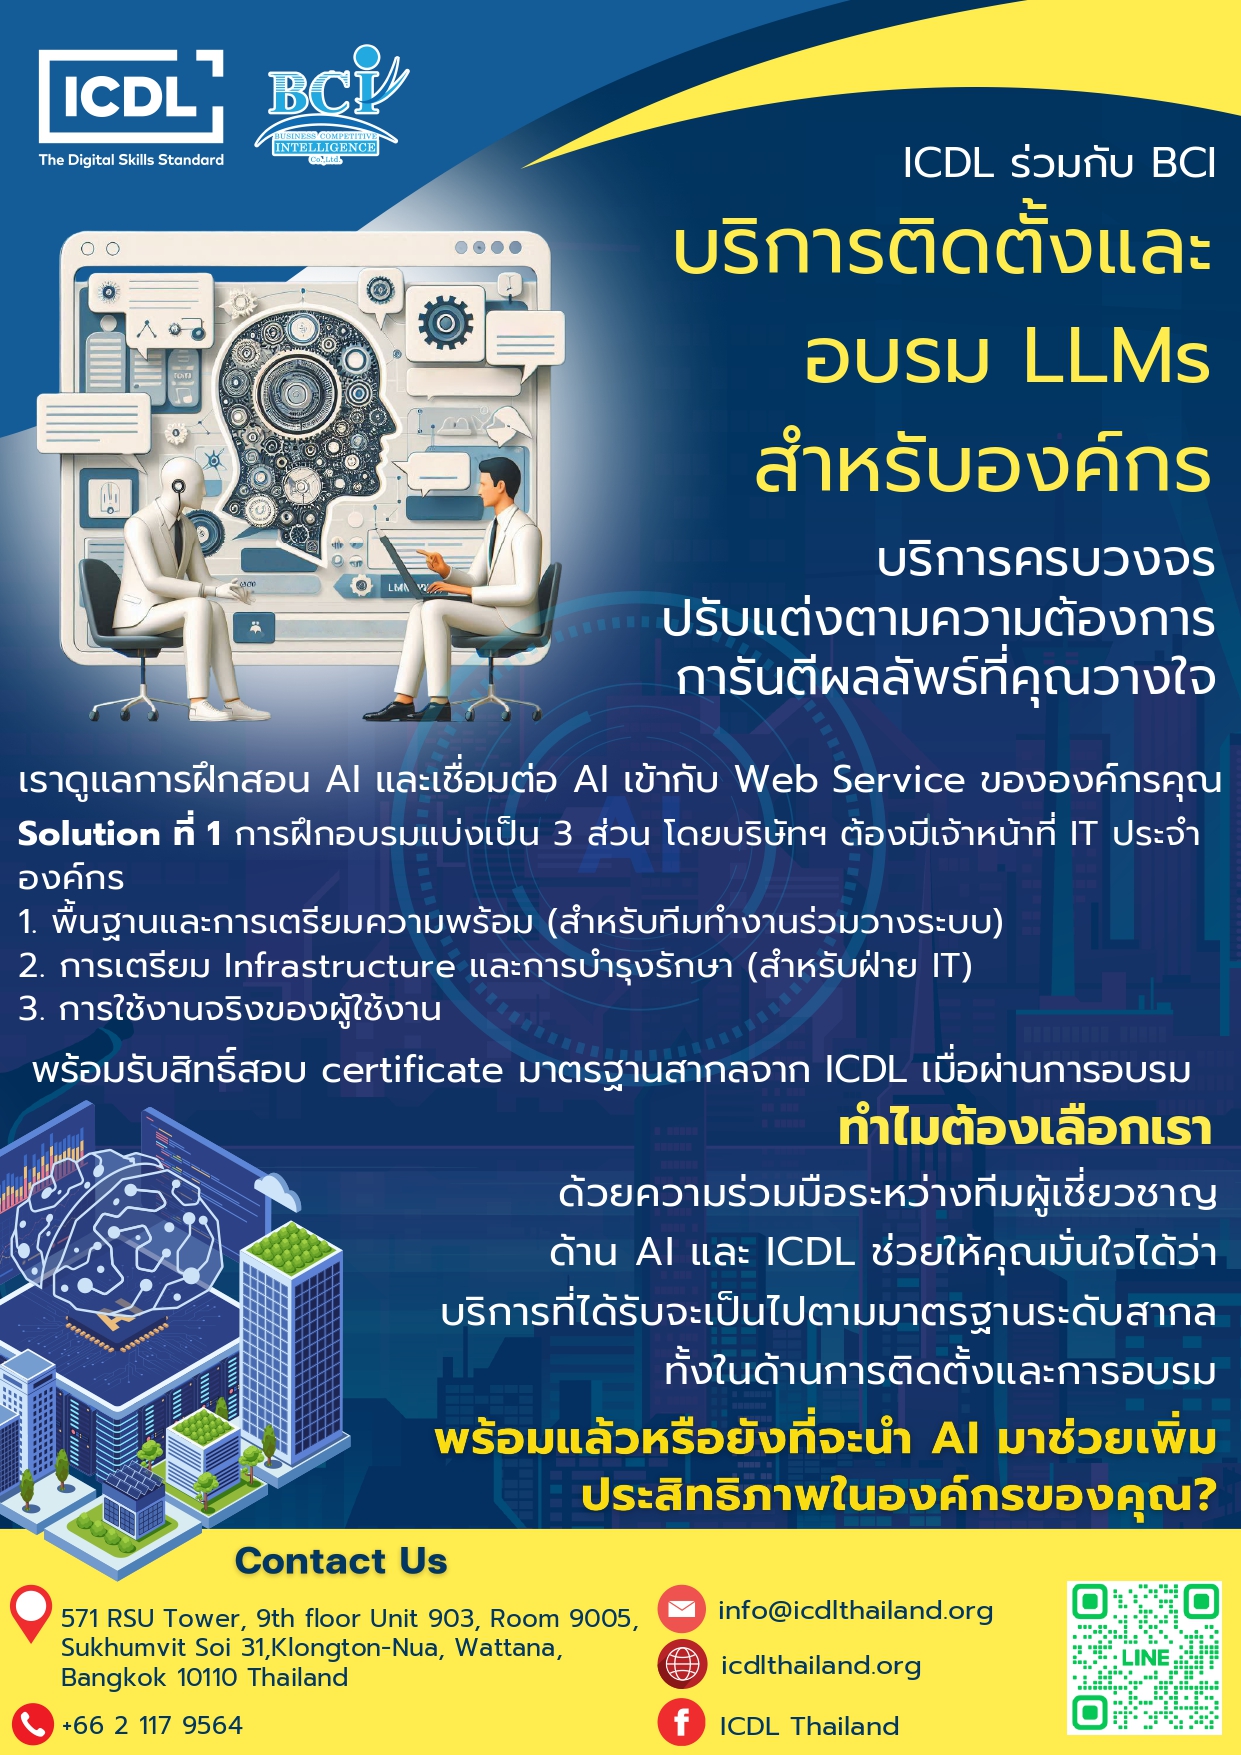 ICDL
The Digital Skills Standard
BCi
BUSINESS COMPETITIVE
INTELLIGENCE
Co.,Ltd.
ICDL ร่วมกับ BCI
บริการติดตั้งและ
อบรม LLMs
สำหรับองค์กร
บริการครบวงจร
ปรับแต่งตามความต้องการ
การันตีผลลัพธ์ที่คุณวางใจ
เราดูแลการฝึกสอน AI และเชื่อมต่อ AI เข้ากับ Web Service ขององค์กรคุณ
Solution ที่ 1 การฝึกอบรมแบ่งเป็น 3 ส่วน โดยบริษัทฯ ต้องมีเจ้าหน้าที่ IT ประจำ
องค์กร
1. พื้นฐานและการเตรียมความพร้อม (สำหรับทีมทำงานร่วมวางระบบ)
2. การเตรียม Infrastructure และการบำรุงรักษา (สำหรับฝ่าย IT)
3. การใช้งานจริงของผู้ใช้งาน
พร้อมรับสิทธิ์สอบ certificate มาตรฐานสากลจาก ICDL เมื่อผ่านการอบรม
ทำไมต้องเลือกเรา
ด้วยความร่วมมือระหว่างทีมผู้เชี่ยวชาญ
ด้าน AI และ ICDL ช่วยให้คุณมั่นใจได้ว่า
บริการที่ได้รับจะเป็นไปตามมาตรฐานระดับสากล
ทั้งในด้านการติดตั้งและการอบรม
พร้อมแล้วหรือยังที่จะนำ AI มาช่วยเพิ่ม
ประสิทธิภาพในองค์กรของคุณ?
AI
AI
Contact Us
571 RSU Tower, 9th floor Unit 903, Room 9005,
Sukhumvit Soi 31,Klongton-Nua, Wattana,
Bangkok 10110 Thailand
+66 2 117 9564
info@icdlthailand.org
icdlthailand.org
ICDL Thailand
LINE